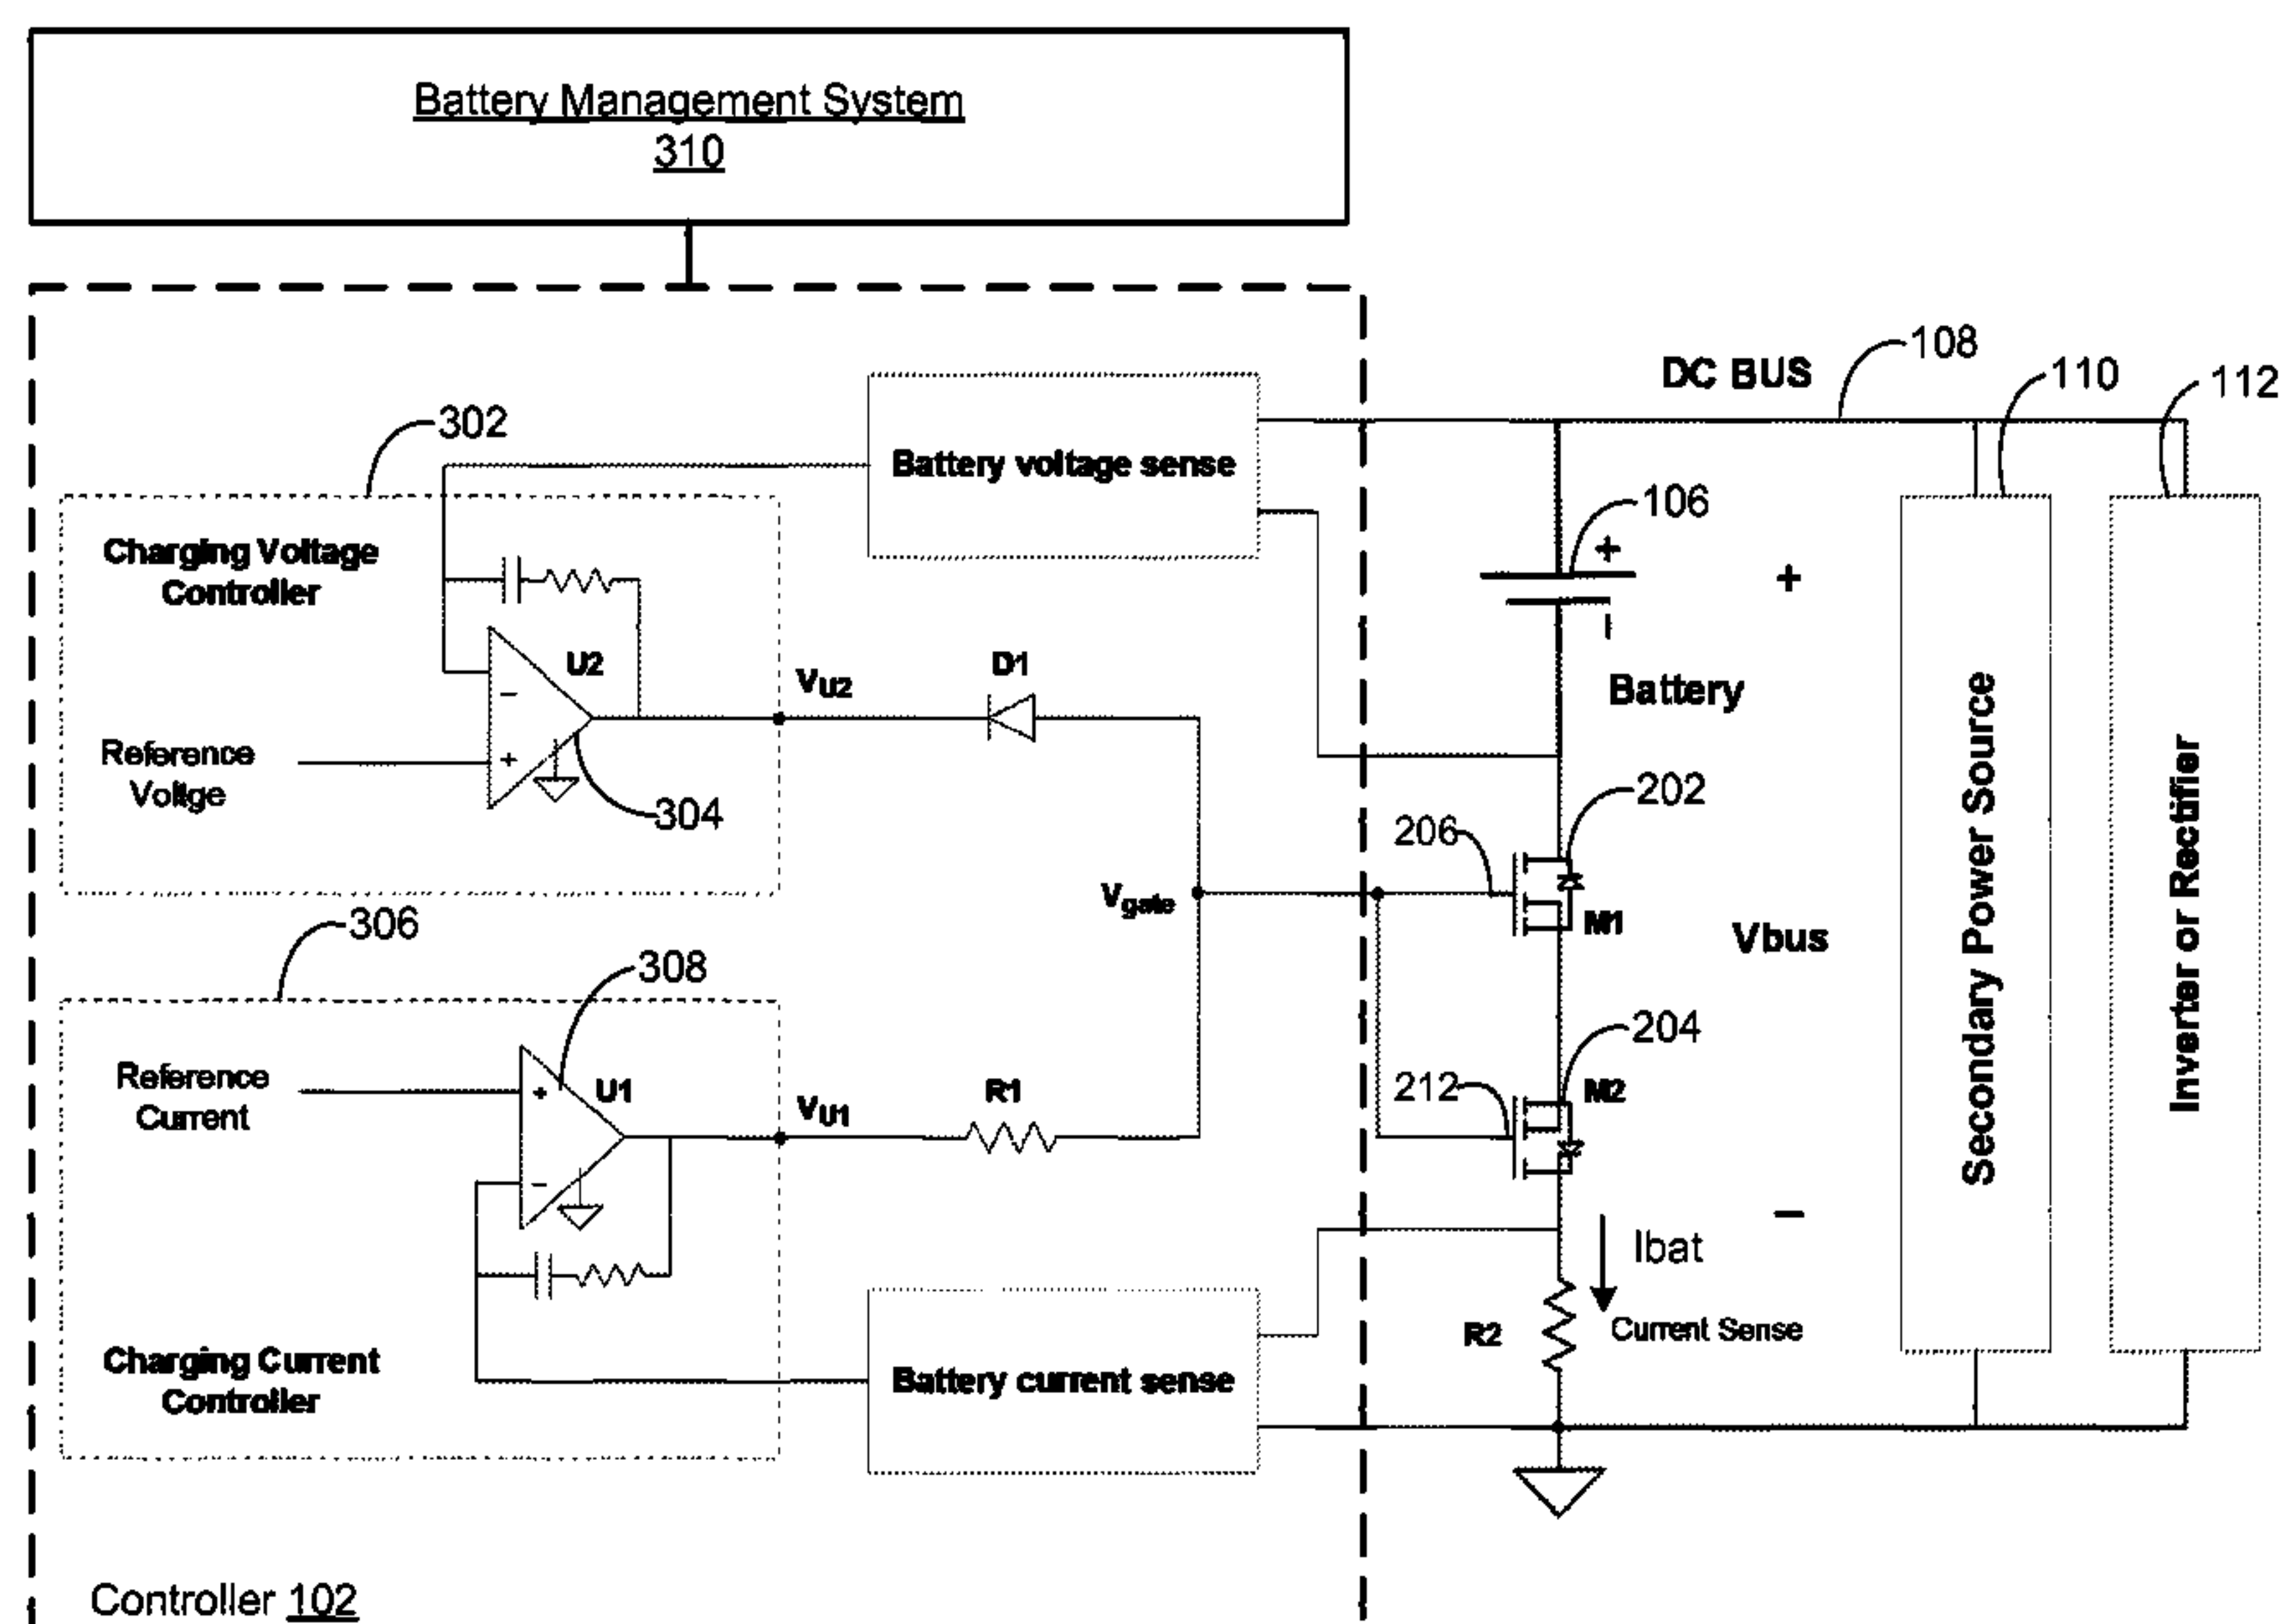 Battery Management System
310
108
DC BUS
110
112
302
Battery voltage sense
106
Charging Voltage
Controller
+
+
−
U2
VU2
D1
Battery
−
Reference
Voltge
+
304
202
206
Vgate
M1
Vbus
Secondary Power Source
Inverter or Rectifier
306
308
204
Reference
Current
+
U1
VU1
R1
212
M2
−
−
Ibat
Charging Current
Controller
Battery current sense
R2
Current Sense
Controller 102